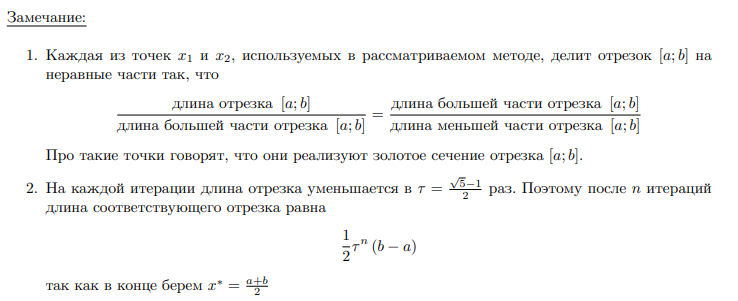 Замечание:
1. Каждая из точек $x_1$ и $x_2$, используемых в рассматриваемом методе, делит отрезок $[a; b]$ на
неравные части так, что
$$\frac{\text{длина отрезка } [a; b]}{\text{длина большей части отрезка } [a; b]} = \frac{\text{длина большей части отрезка } [a; b]}{\text{длина меньшей части отрезка } [a; b]}$$
Про такие точки говорят, что они реализуют золотое сечение отрезка $[a; b]$.
2. На каждой итерации длина отрезка уменьшается в $\tau = \frac{\sqrt{5}-1}{2}$ раз. Поэтому после $n$ итераций
длина соответствующего отрезка равна
$$\frac{1}{2}\tau^n (b - a)$$
так как в конце берем $x^* = \frac{a+b}{2}$